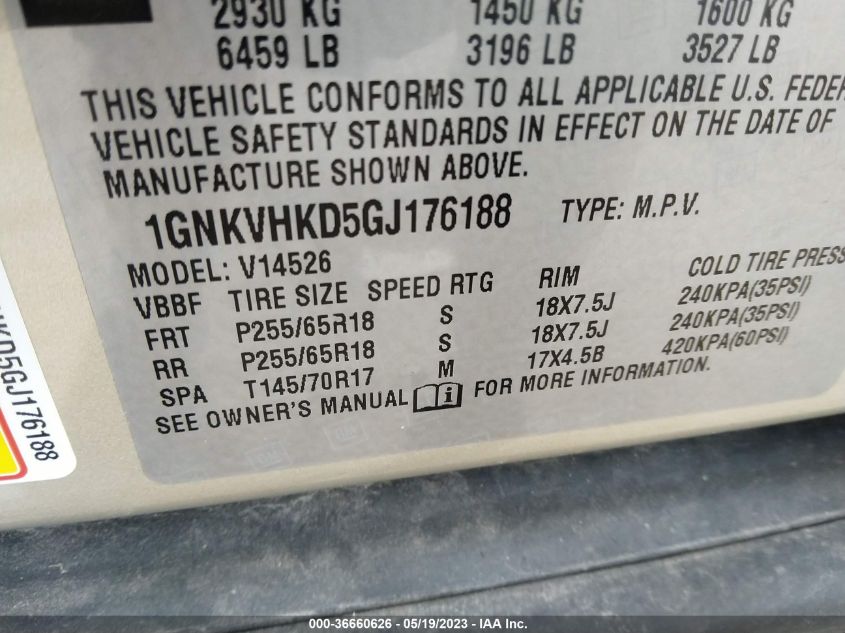 2930 KG 1450 KG 1600 KG
6459 LB 3196 LB 3527 LB
THIS VEHICLE CONFORMS TO ALL APPLICABLE U.S. FEDER
VEHICLE SAFETY STANDARDS IN EFFECT ON THE DATE OF
MANUFACTURE SHOWN ABOVE.
1GNKVHKD5GJ176188 TYPE: M.P.V.
MODEL: V14526
VBBF TIRE SIZE SPEED RTG RIM COLD TIRE PRESS
FRT P255/65R18 S 18X7.5J 240KPA(35PSI)
RR P255/65R18 S 18X7.5J 240KPA(35PSI)
SPA T145/70R17 M 17X4.5B 420KPA(60PSI)
SEE OWNER'S MANUAL i FOR MORE INFORMATION.
KD5GJ176188
000-36660626 - 05/19/2023 - IAA Inc.